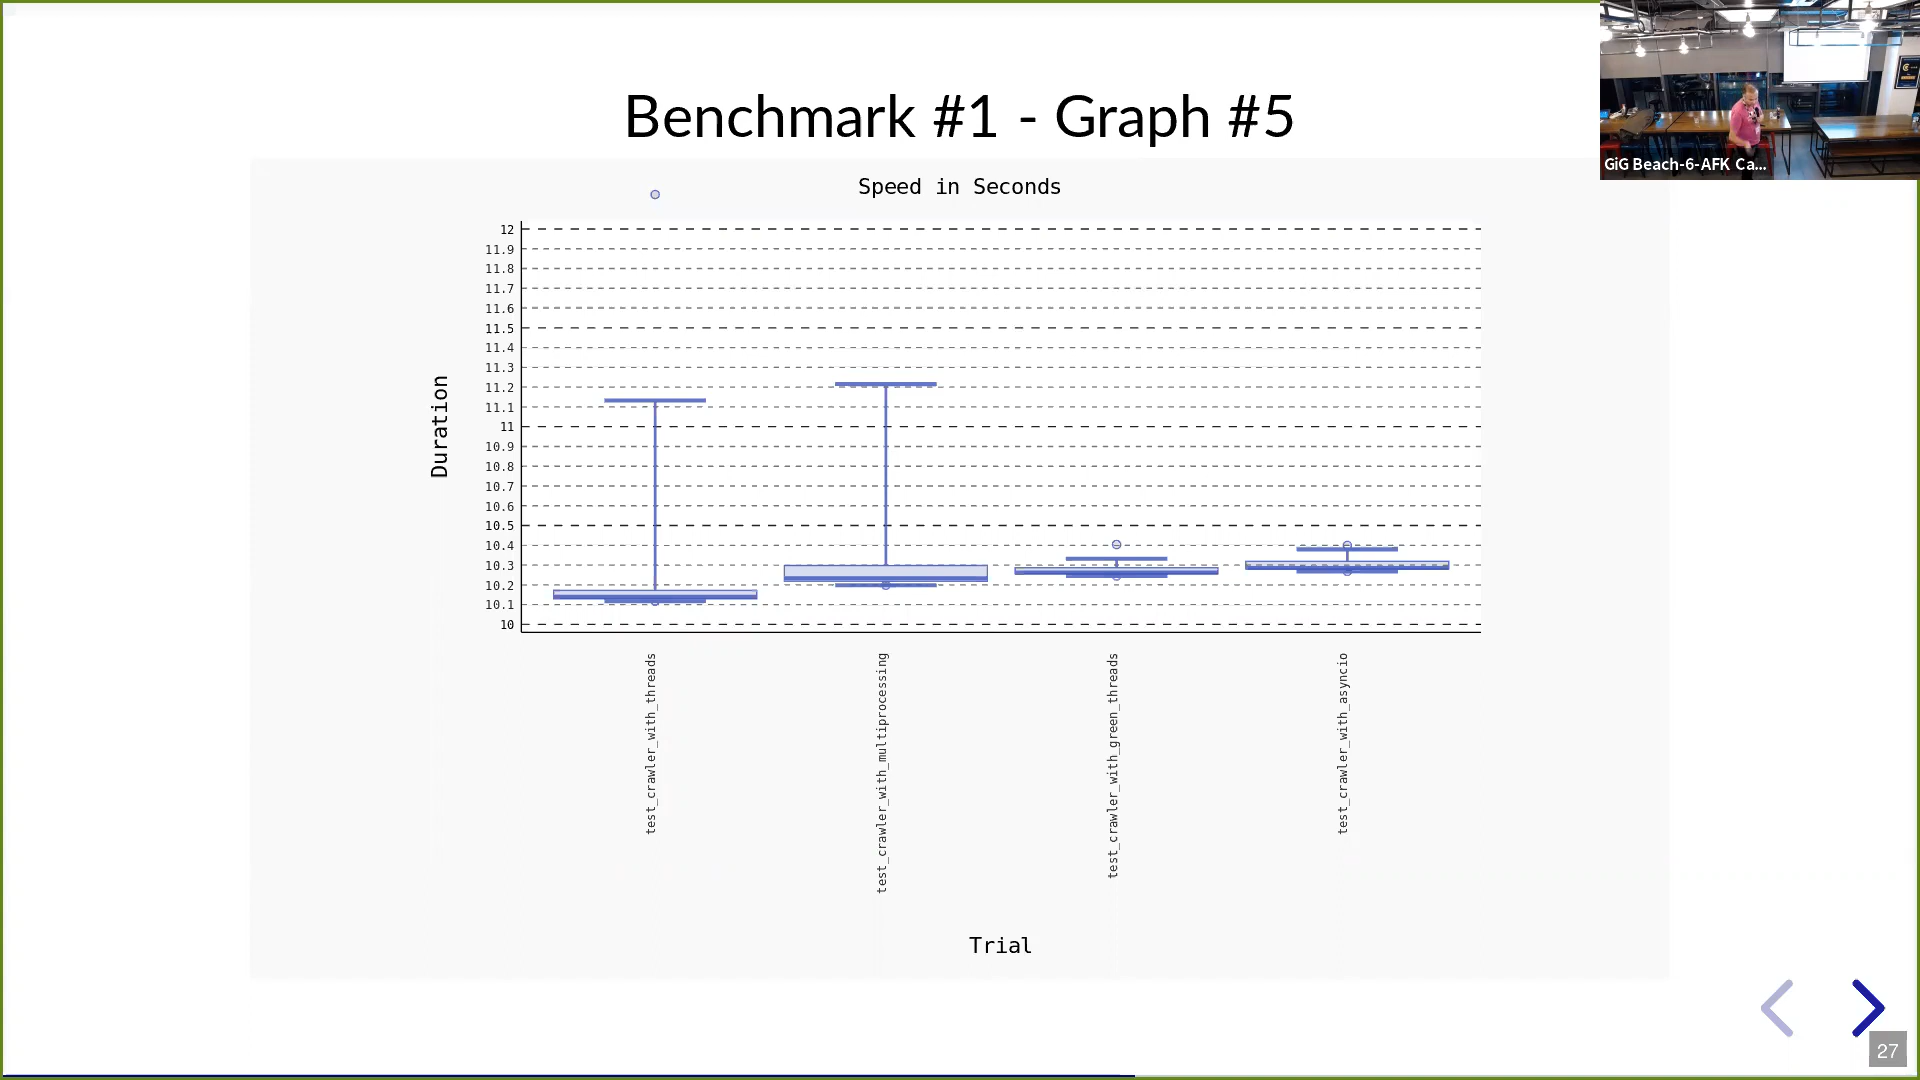 Benchmark #1 - Graph #5
GiG Beach-6-AFK Ca...
Speed in Seconds
12
11.9
11.8
11.7
11.6
11.5
11.4
11.3
11.2
11.1
11
10.9
10.8
10.7
10.6
10.5
10.4
10.3
10.2
10.1
10
Duration
test_crawler_with_threads
test_crawler_with_multiprocessing
test_crawler_with_green_threads
test_crawler_with_asyncio
Trial
27